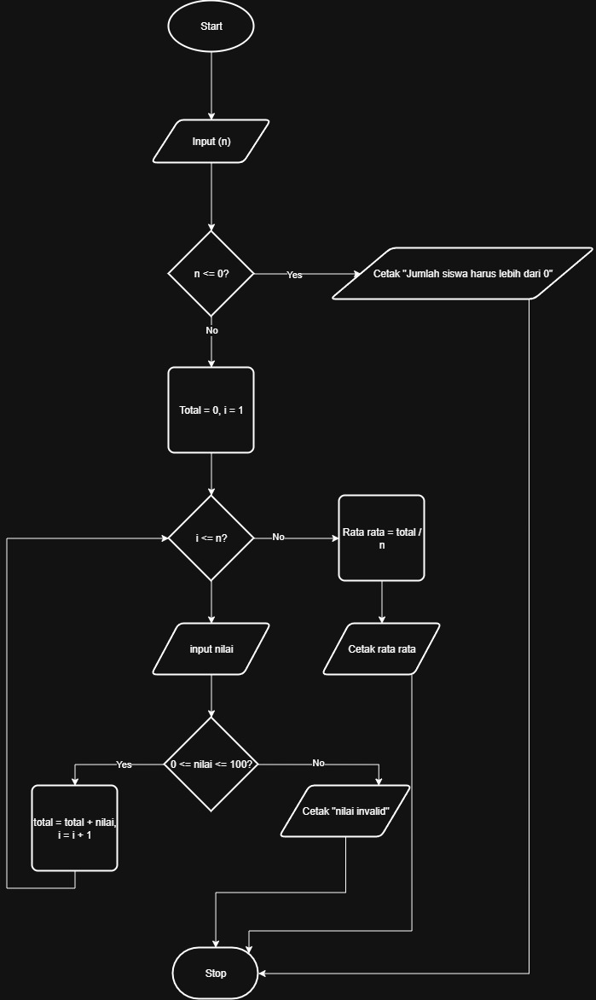 Start
Input (n)
n <= 0?
Yes
Cetak "Jumlah siswa harus lebih dari 0"
No
Total = 0, i = 1
i <= n?
No
Rata rata = total /
n
input nilai
Cetak rata rata
0 <= nilai <= 100?
Yes
No
total = total + nilai,
i = i + 1
Cetak "nilai invalid"
Stop